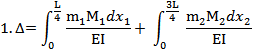 1. Δ = ∫₀^{L/4} m₁M₁dx₁/EI + ∫₀^{3L/4} m₂M₂dx₂/EI